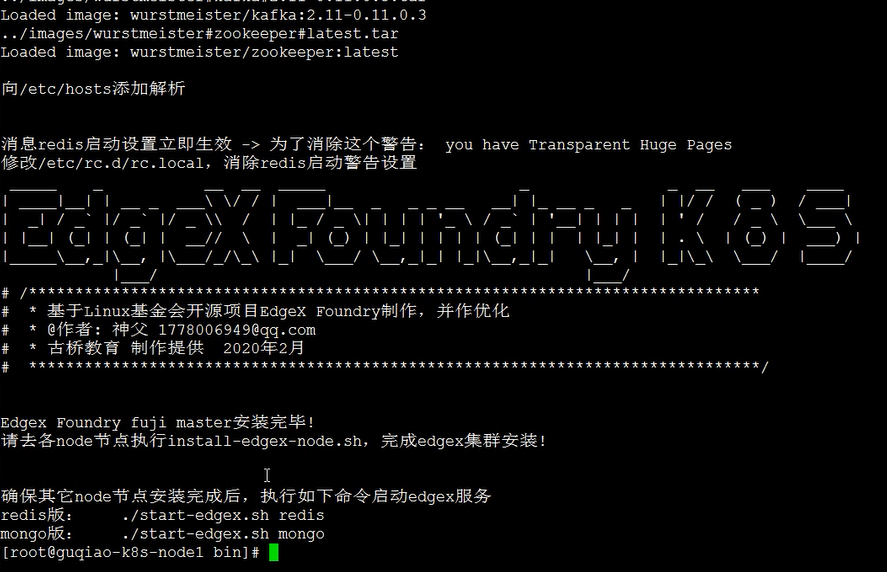 Loaded image: wurstmeister/kafka:2.11-0.11.0.3
../images/wurstmeister#zookeeper#latest.tar
Loaded image: wurstmeister/zookeeper:latest
向/etc/hosts添加解析
消息redis启动设置立即生效 -> 为了消除这个警告： you have Transparent Huge Pages
修改/etc/rc.d/rc.local，消除redis启动警告设置
EdgeX Foundry K8S
# /*******************************************************************************
#  * 基于Linux基金会开源项目EdgeX Foundry制作，并作优化
#  * @作者: 神父 1778006949@qq.com
#  * 古桥教育 制作提供  2020年2月
#  *******************************************************************************/
Edgex Foundry fuji master安装完毕!
请去各node节点执行install-edgex-node.sh，完成edgex集群安装!
确保其它node节点安装完成后，执行如下命令启动edgex服务
redis版：    ./start-edgex.sh redis
mongo版：    ./start-edgex.sh mongo
[root@guqiao-k8s-node1 bin]#